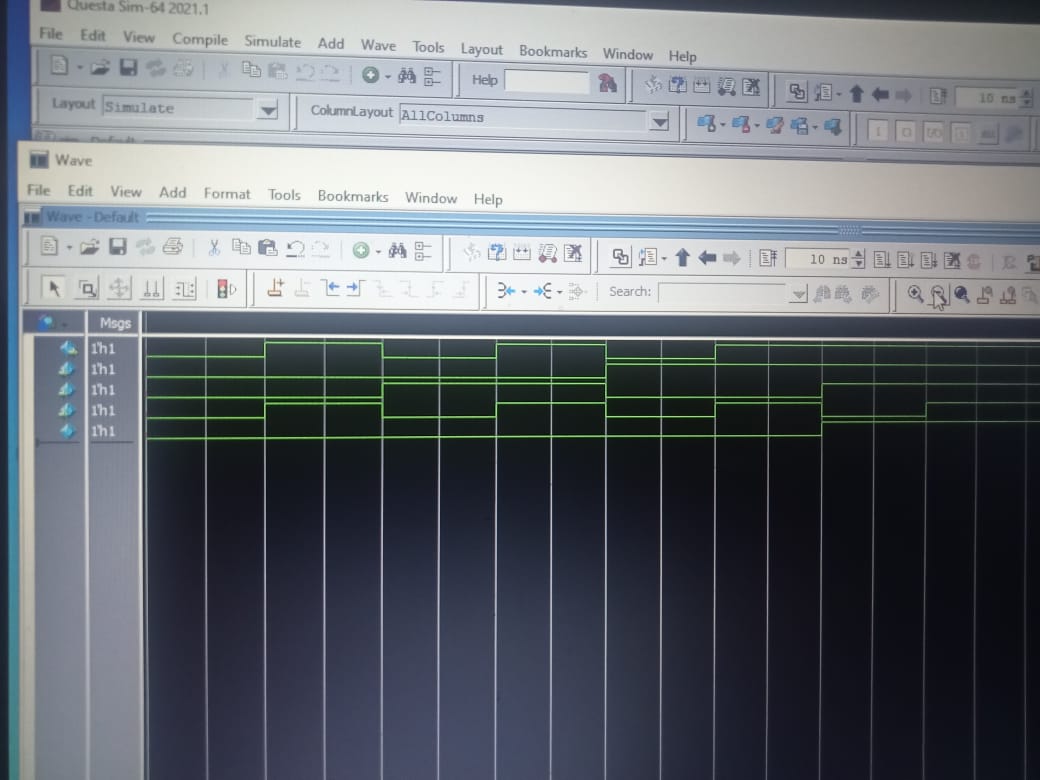 Questa Sim-64 2021.1
File Edit View Compile Simulate Add Wave Tools Layout Bookmarks Window Help
Help
10 ns
Layout Simulate
ColumnLayout AllColumns
Wave
File Edit View Add Format Tools Bookmarks Window Help
Wave - Default
10 ns
Search:
Msgs
1'h1
1'h1
1'h1
1'h1
1'h1